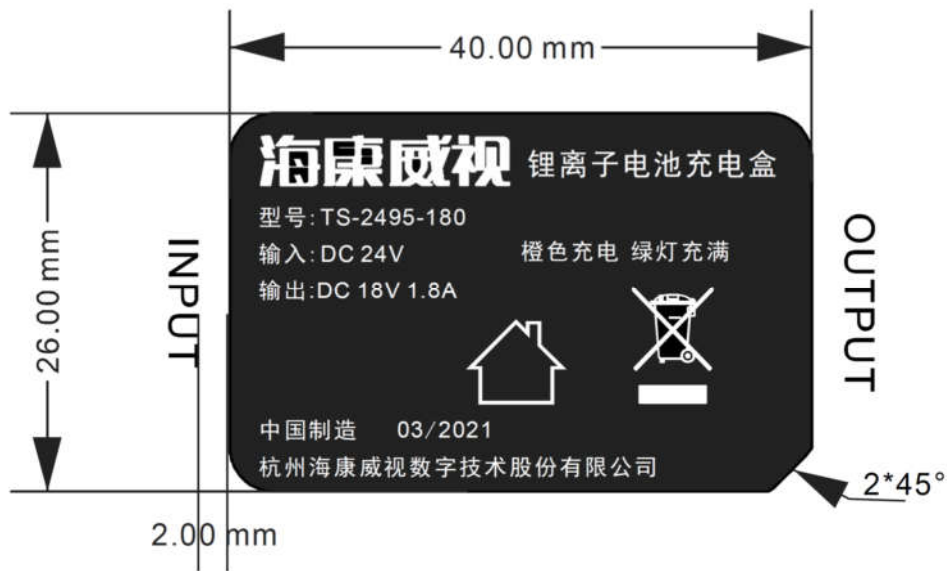 40.00 mm
海康威视 锂离子电池充电盒
型号:TS-2495-180
输入:DC 24V
橙色充电 绿灯充满
输出:DC 18V 1.8A
INPUT
OUTPUT
26.00 mm
中国制造 03/2021
杭州海康威视数字技术股份有限公司
2*45°
2.00 mm